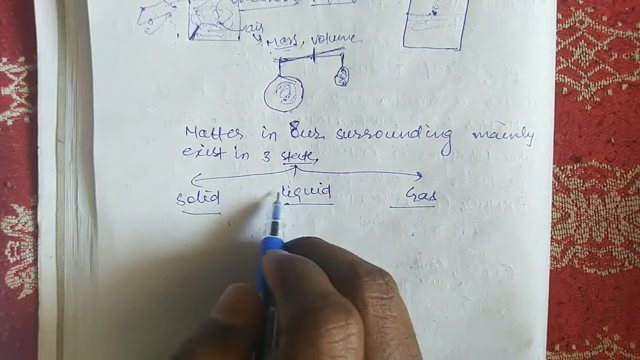 air
Mass, volume
Matter in our surrounding mainly
exist in 3 state,
solid liquid Gas